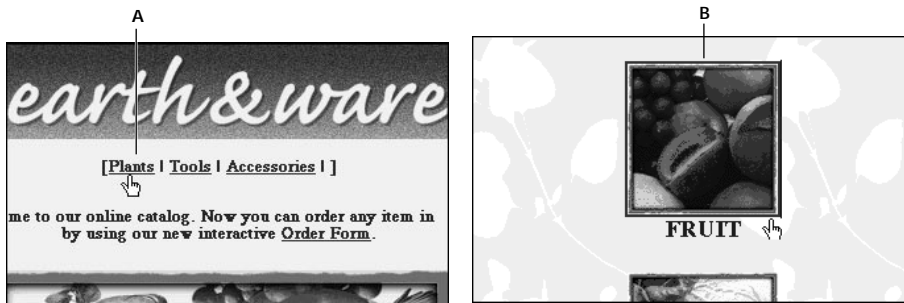 A
B
earth & ware
[Plants | Tools | Accessories | ]
me to our online catalog. Now you can order any item in
by using our new interactive Order Form.
FRUIT